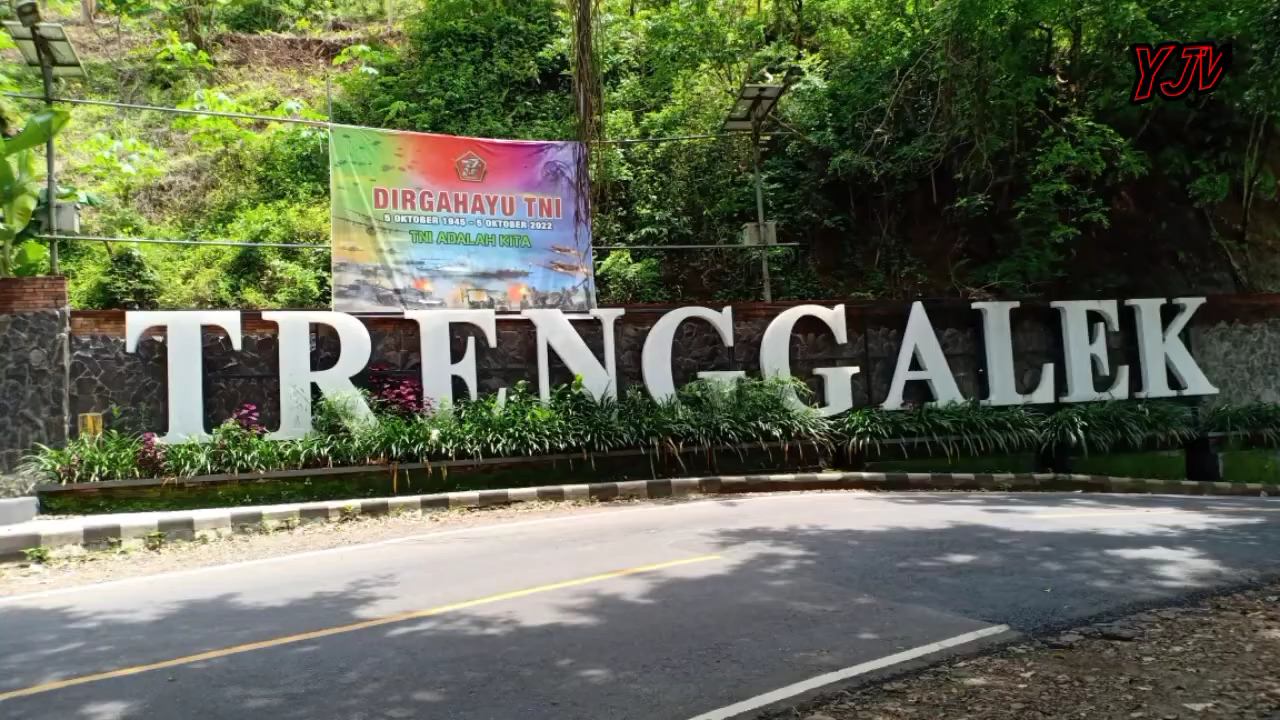 YJV
DIRGAHAYU TNI
5 OKTOBER 1945 - 5 OKTOBER 2022
TNI ADALAH KITA
TRENGGALEK